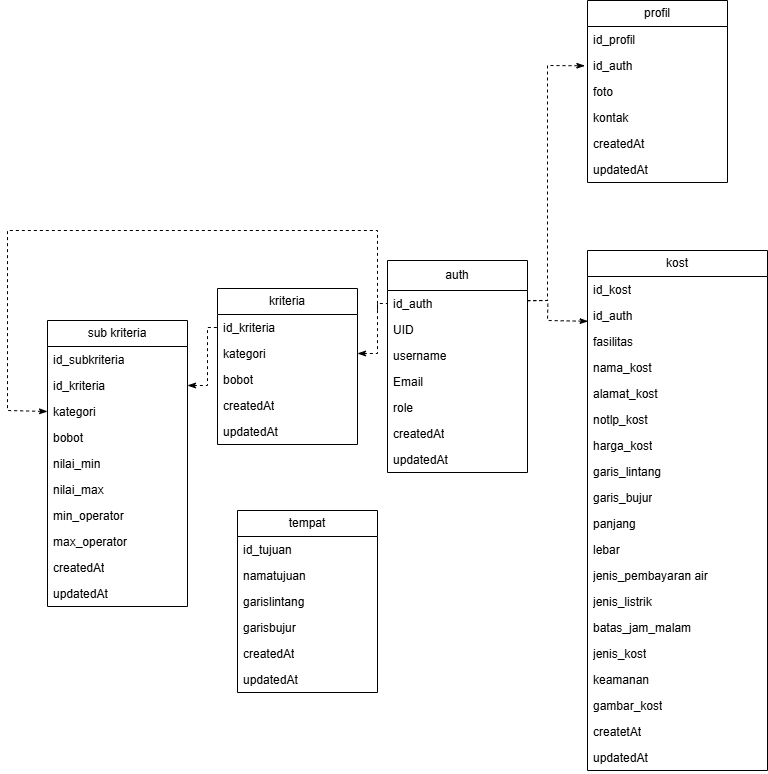 profil
id_profil
id_auth
foto
kontak
createdAt
updatedAt
auth
id_auth
UID
username
Email
role
createdAt
updatedAt
kriteria
id_kriteria
kategori
bobot
createdAt
updatedAt
sub kriteria
id_subkriteria
id_kriteria
kategori
bobot
nilai_min
nilai_max
min_operator
max_operator
createdAt
updatedAt
tempat
id_tujuan
namatujuan
garislintang
garisbujur
createdAt
updatedAt
kost
id_kost
id_auth
fasilitas
nama_kost
alamat_kost
notlp_kost
harga_kost
garis_lintang
garis_bujur
panjang
lebar
jenis_pembayaran air
jenis_listrik
batas_jam_malam
jenis_kost
keamanan
gambar_kost
createtAt
updatedAt